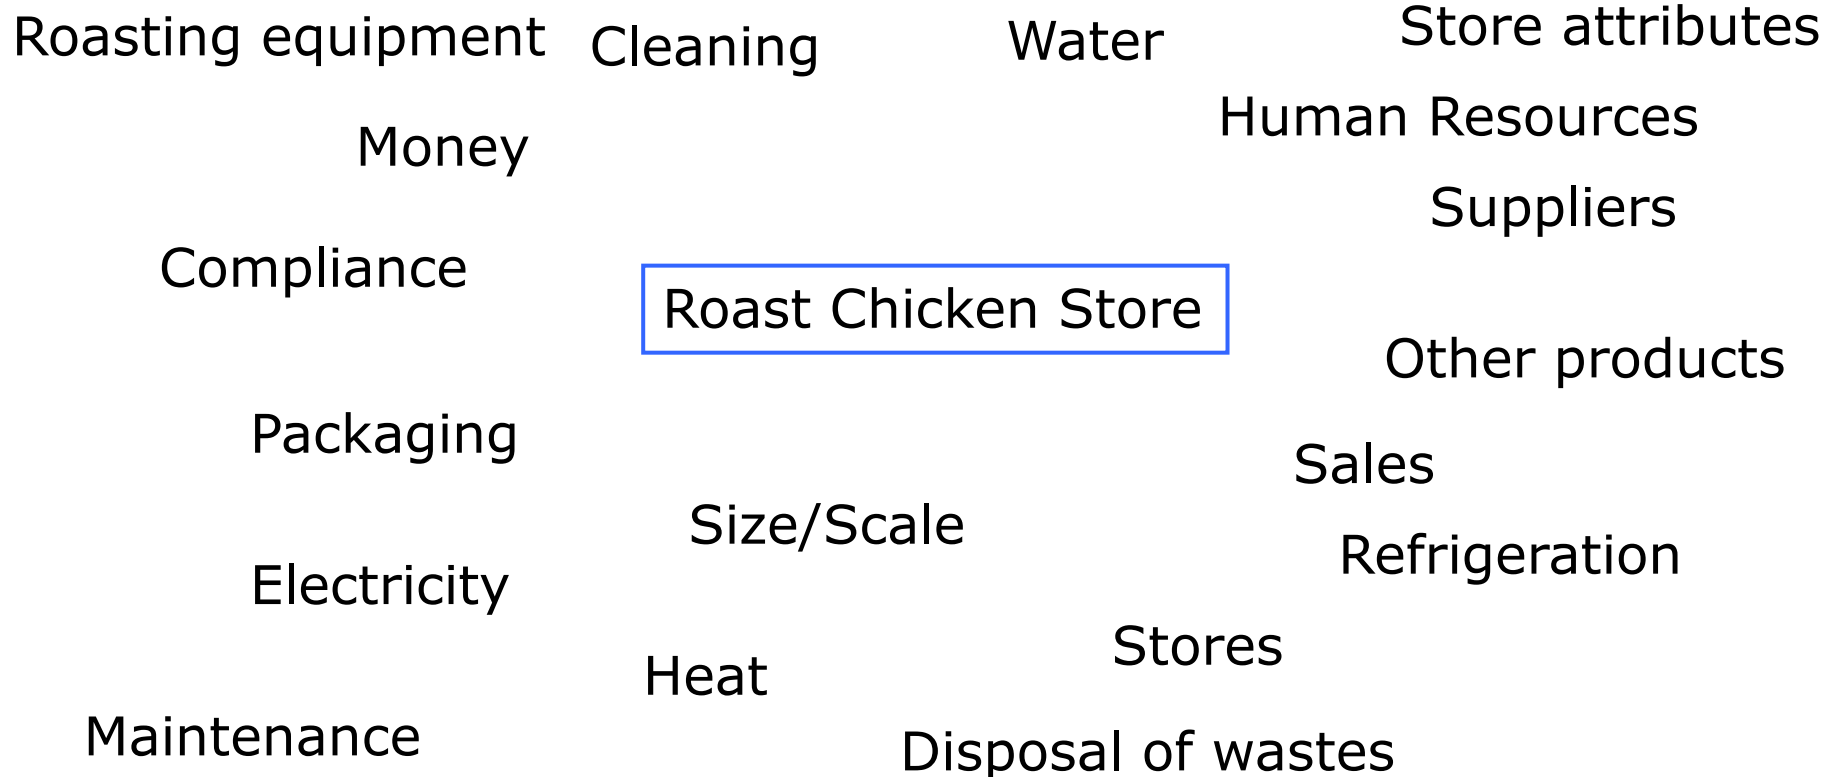 Roasting equipment
Cleaning
Water
Store attributes
Human Resources
Money
Suppliers
Compliance
Roast Chicken Store
Other products
Packaging
Sales
Size/Scale
Refrigeration
Electricity
Stores
Heat
Maintenance
Disposal of wastes